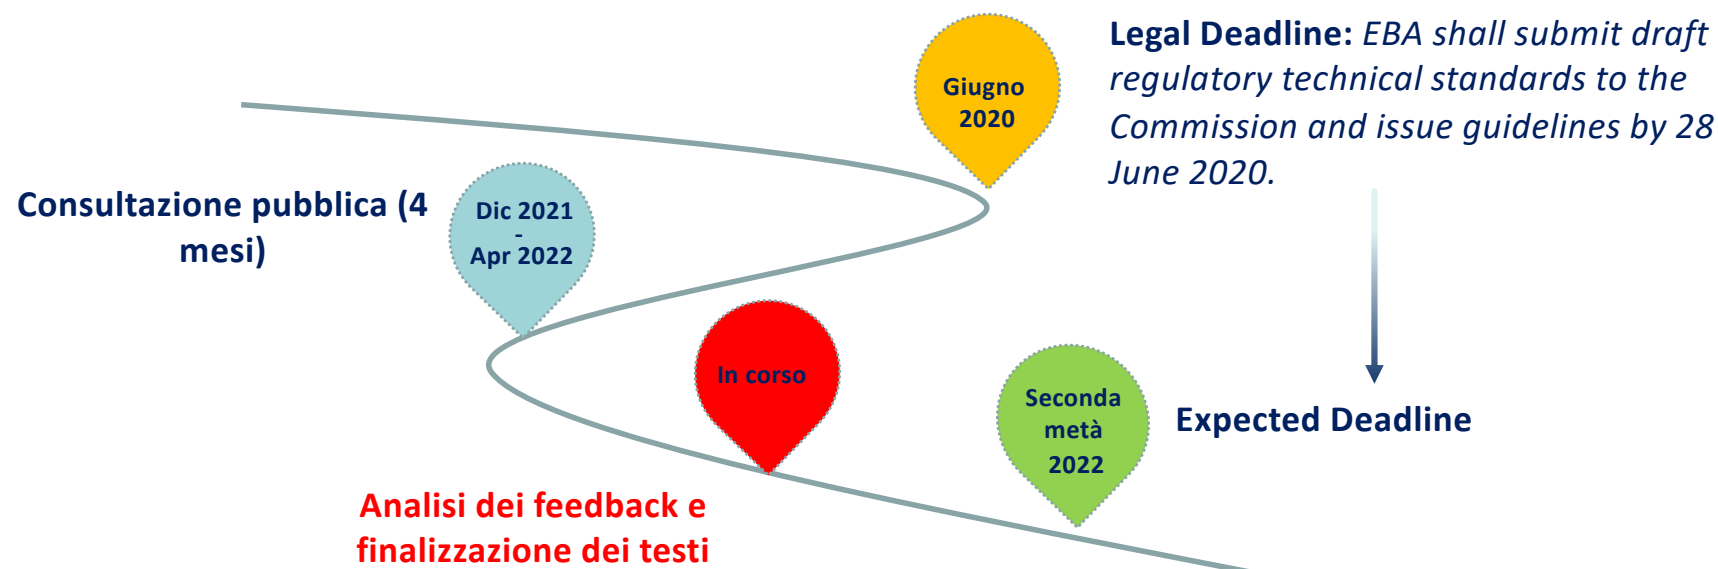 Giugno
2020
Legal Deadline: EBA shall submit draft
regulatory technical standards to the
Commission and issue guidelines by 28
June 2020.
Consultazione pubblica (4
mesi)
Dic 2021
-
Apr 2022
In corso
Analisi dei feedback e
finalizzazione dei testi
Seconda
metà
2022
Expected Deadline